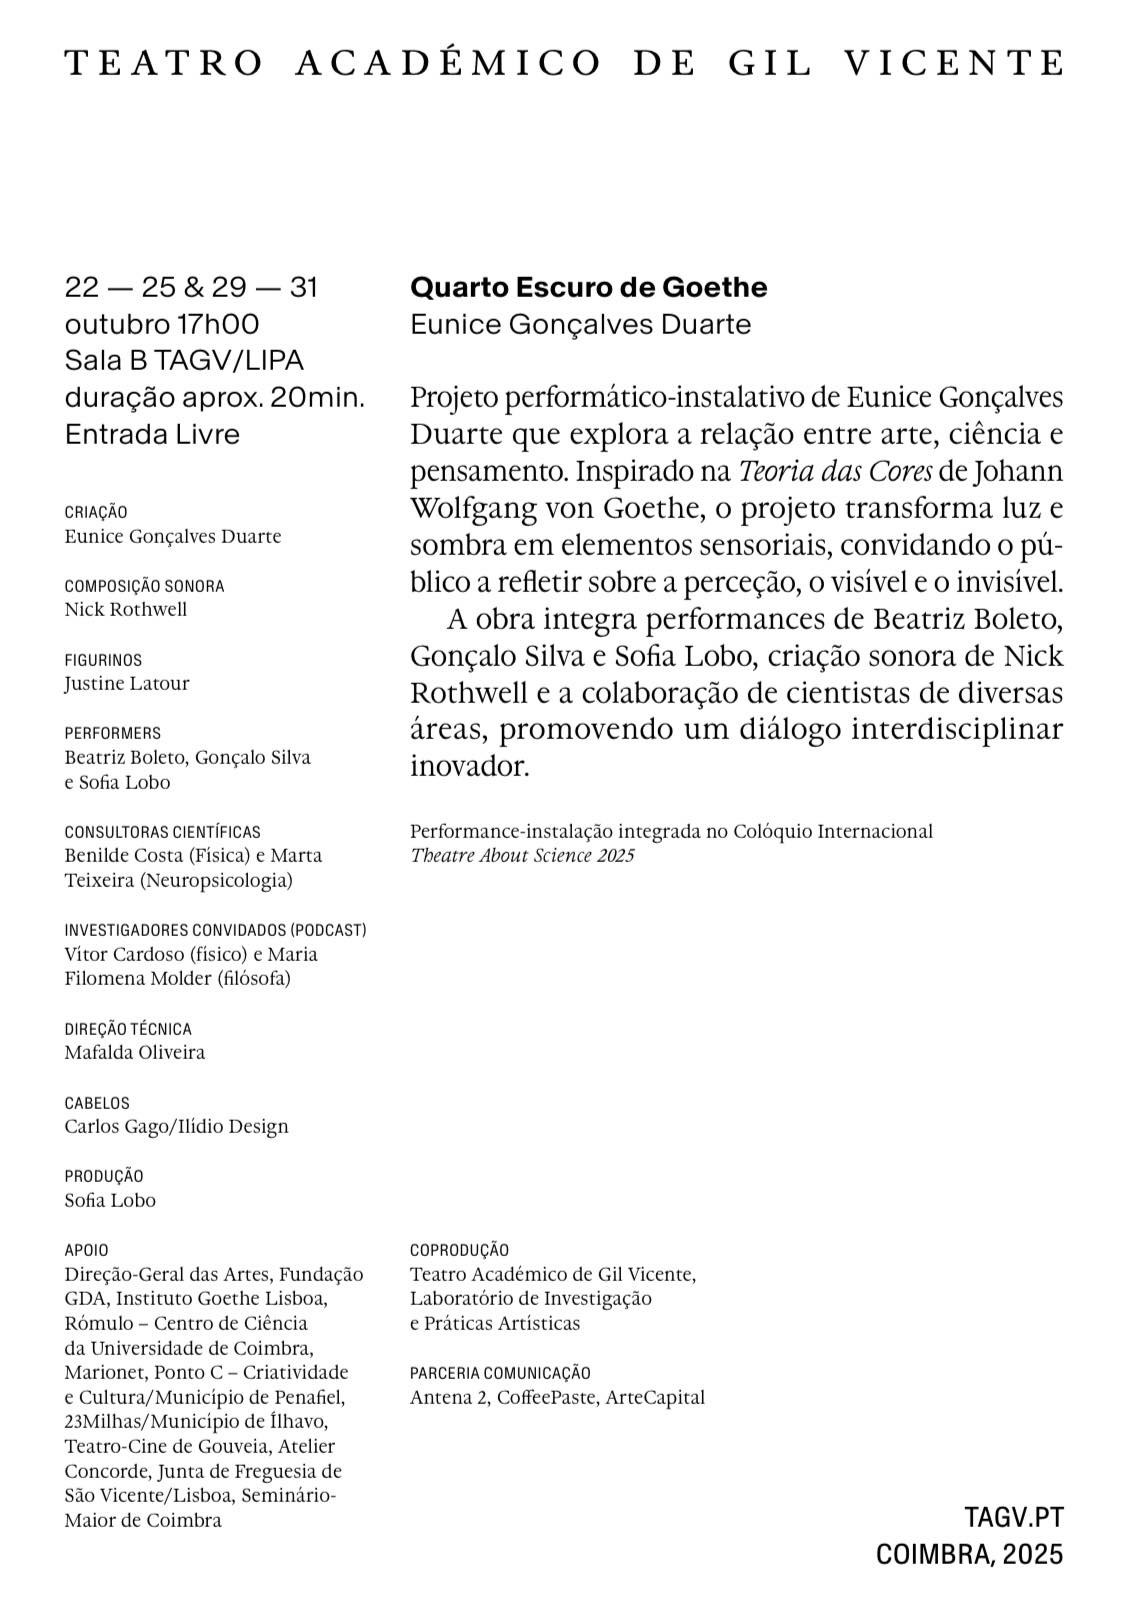 TEATRO ACADÉMICO DE GIL VICENTE
22 — 25 & 29 — 31
outubro 17h00
Sala B TAGV/LIPA
duração aprox. 20min.
Entrada Livre
CRIAÇÃO
Eunice Gonçalves Duarte
COMPOSIÇÃO SONORA
Nick Rothwell
FIGURINOS
Justine Latour
PERFORMERS
Beatriz Boleto, Gonçalo Silva
e Sofia Lobo
CONSULTORAS CIENTÍFICAS
Benilde Costa (Física) e Marta
Teixeira (Neuropsicologia)
INVESTIGADORES CONVIDADOS (PODCAST)
Vítor Cardoso (físico) e Maria
Filomena Molder (filósofa)
DIREÇÃO TÉCNICA
Mafalda Oliveira
CABELOS
Carlos Gago/Ilídio Design
PRODUÇÃO
Sofia Lobo
APOIO
Direção-Geral das Artes, Fundação
GDA, Instituto Goethe Lisboa,
Rómulo – Centro de Ciência
da Universidade de Coimbra,
Marionet, Ponto C – Criatividade
e Cultura/Município de Penafiel,
23Milhas/Município de Ílhavo,
Teatro-Cine de Gouveia, Atelier
Concorde, Junta de Freguesia de
São Vicente/Lisboa, Seminário-
Maior de Coimbra
Quarto Escuro de Goethe
Eunice Gonçalves Duarte
Projeto performático-instalativo de Eunice Gonçalves
Duarte que explora a relação entre arte, ciência e
pensamento. Inspirado na Teoria das Cores de Johann
Wolfgang von Goethe, o projeto transforma luz e
sombra em elementos sensoriais, convidando o pú-
blico a refletir sobre a perceção, o visível e o invisível.
A obra integra performances de Beatriz Boleto,
Gonçalo Silva e Sofia Lobo, criação sonora de Nick
Rothwell e a colaboração de cientistas de diversas
áreas, promovendo um diálogo interdisciplinar
inovador.
Performance-instalação integrada no Colóquio Internacional
Theatre About Science 2025
COPRODUÇÃO
Teatro Académico de Gil Vicente,
Laboratório de Investigação
e Práticas Artísticas
PARCERIA COMUNICAÇÃO
Antena 2, CoffeePaste, ArteCapital
TAGV.PT
COIMBRA, 2025